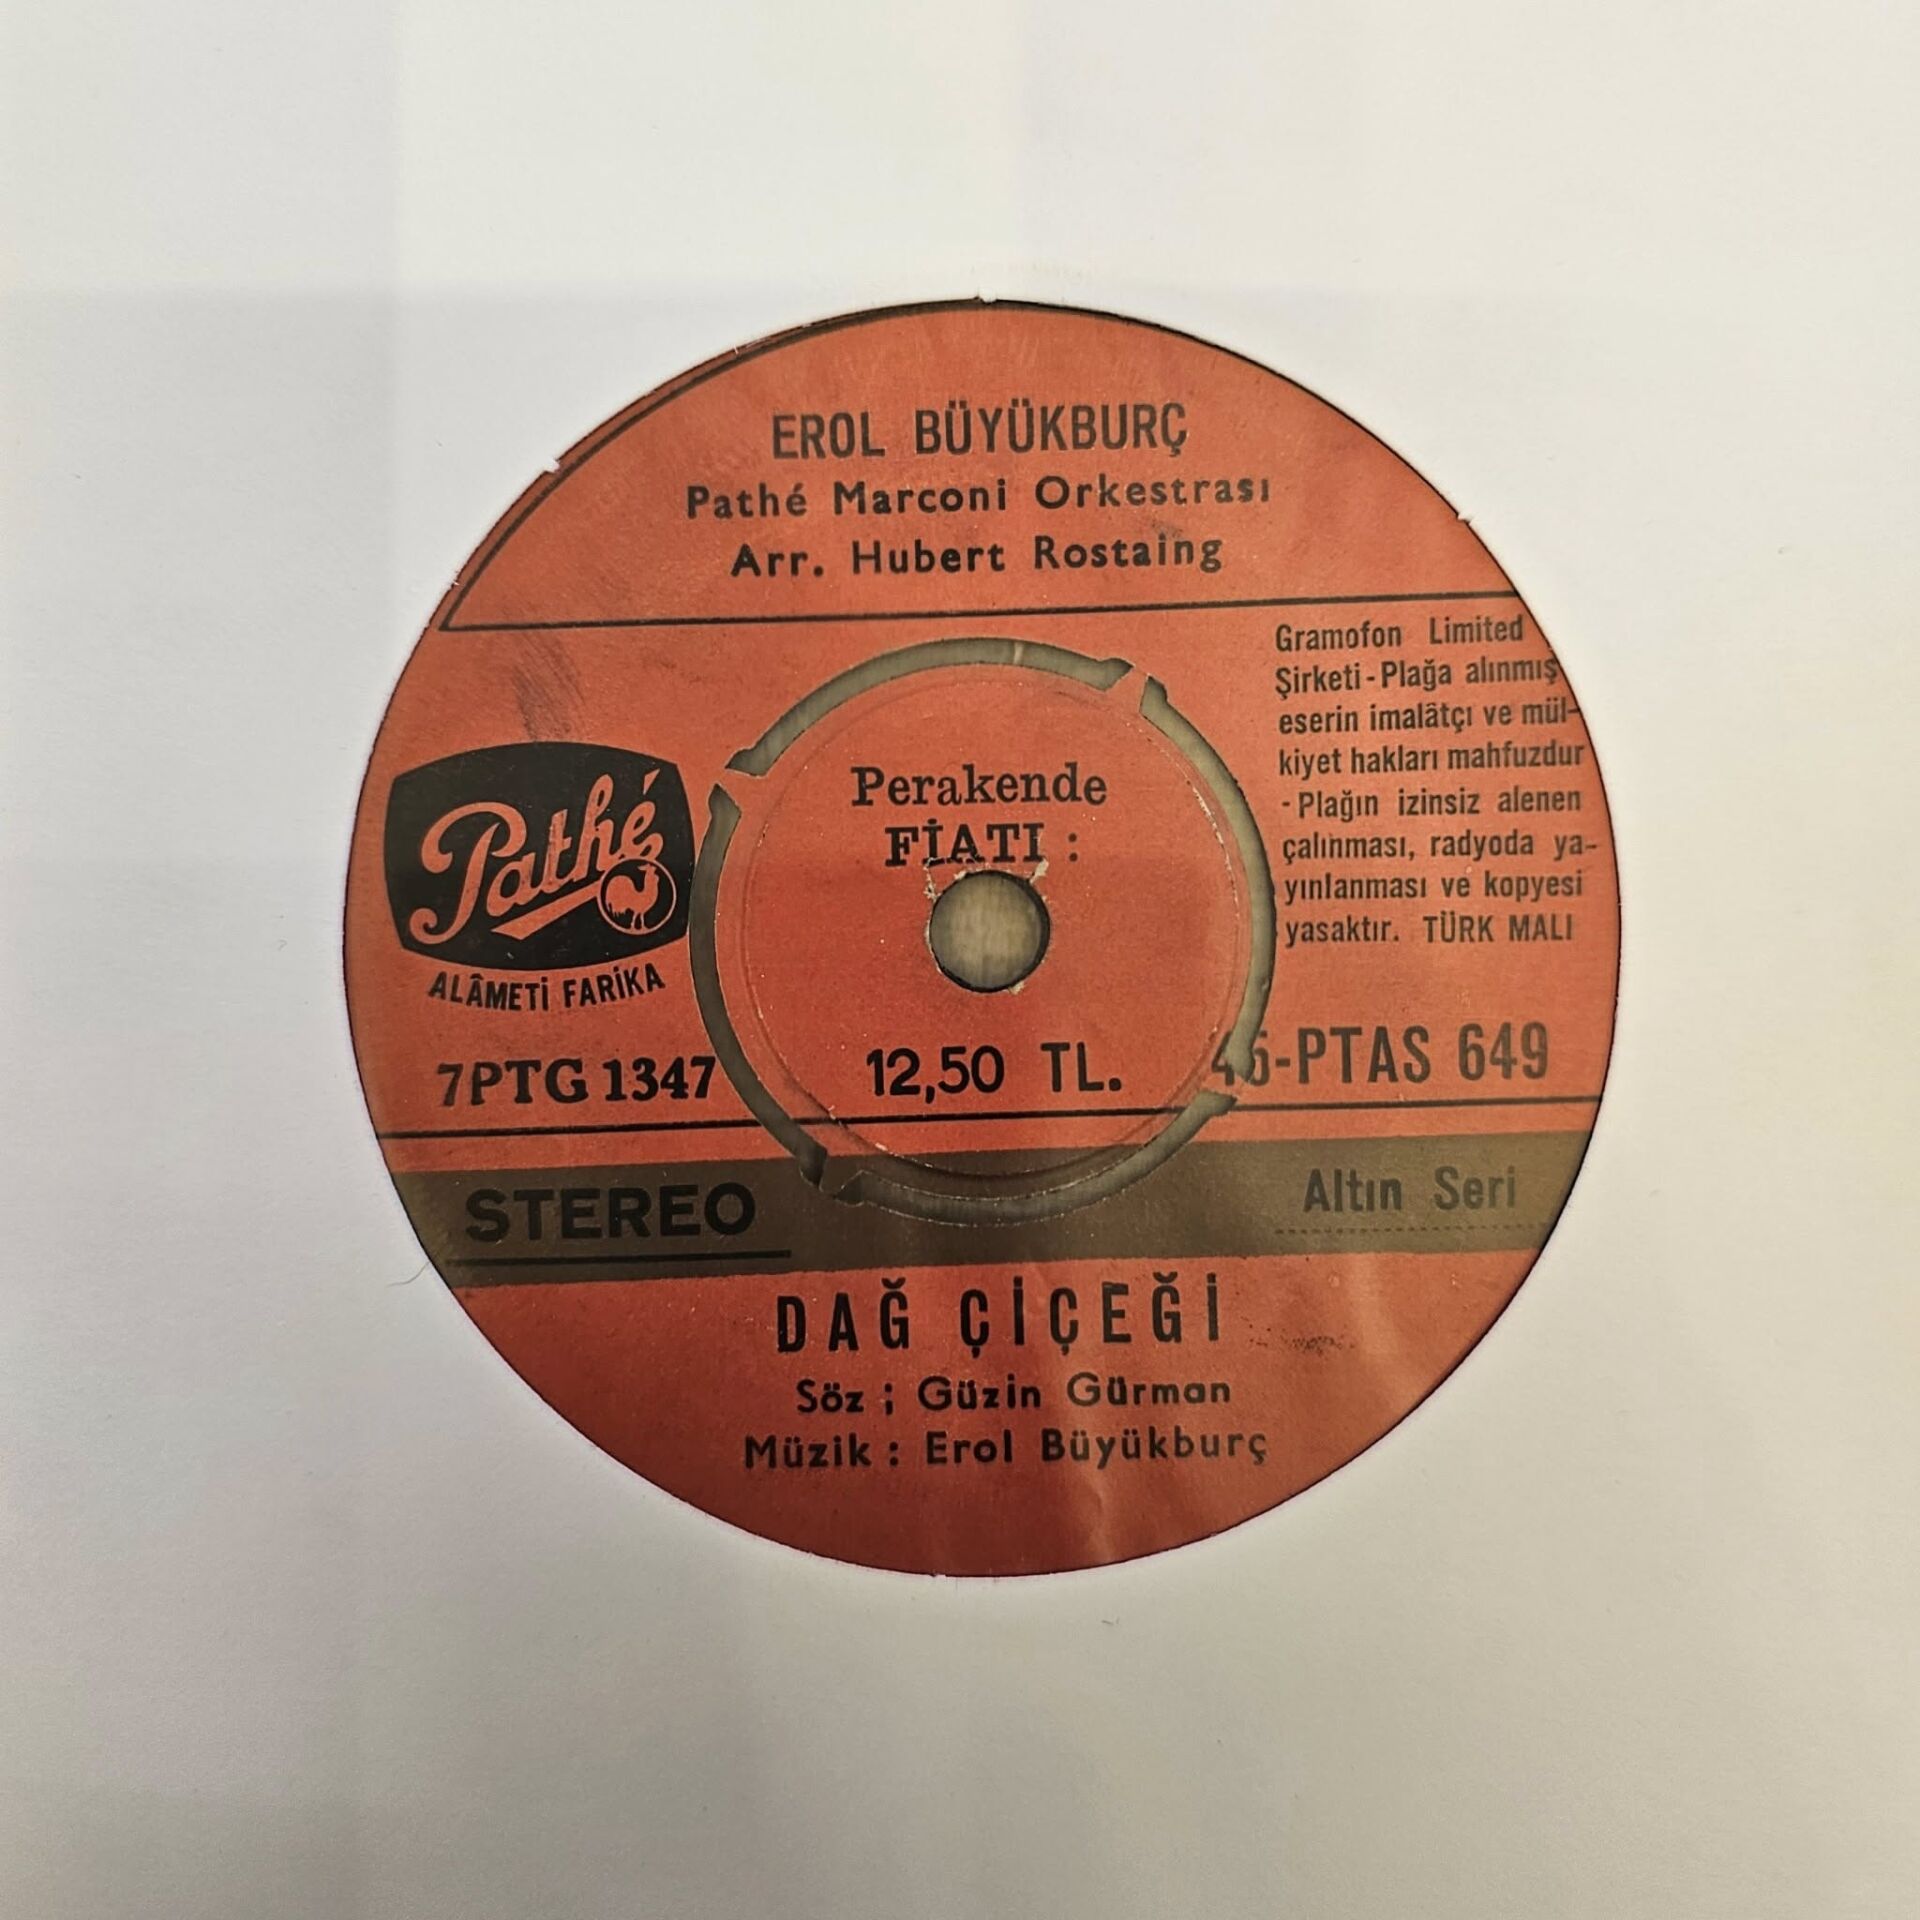 EROL BÜYÜKBURÇ
Pathé Marconi Orkestrası
Arr. Hubert Rostaing
Gramofon Limited
Şirketi - Plağa alınmış
eserin imalâtçı ve mül-
kiyet hakları mahfuzdur
- Plağın izinsiz alenen
çalınması, radyoda ya-
yınlanması ve kopyesi
yasaktır. TÜRK MALI
Pathé
ALÂMETİ FARİKA
Perakende
FİATI :
12,50 TL.
7PTG 1347
45-PTAS 649
STEREO
Altın Seri
DAĞ ÇİÇEĞİ
Söz ; Güzin Gürman
Müzik : Erol Büyükburç